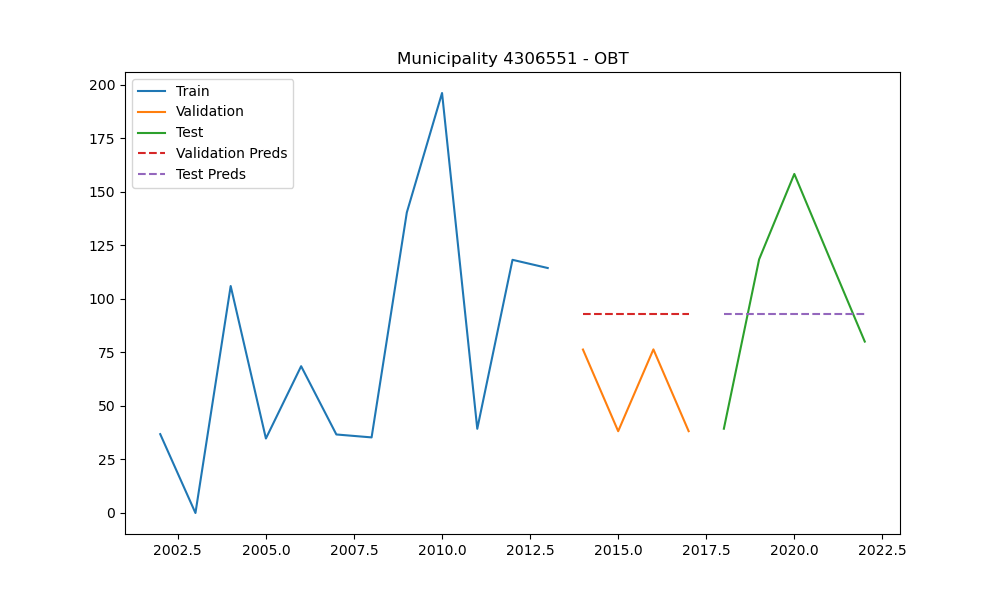 Municipality 4306551 - OBT
Train
Validation
Test
Validation Preds
Test Preds
200
175
150
125
100
75
50
25
0
2002.5 2005.0 2007.5 2010.0 2012.5 2015.0 2017.5 2020.0 2022.5